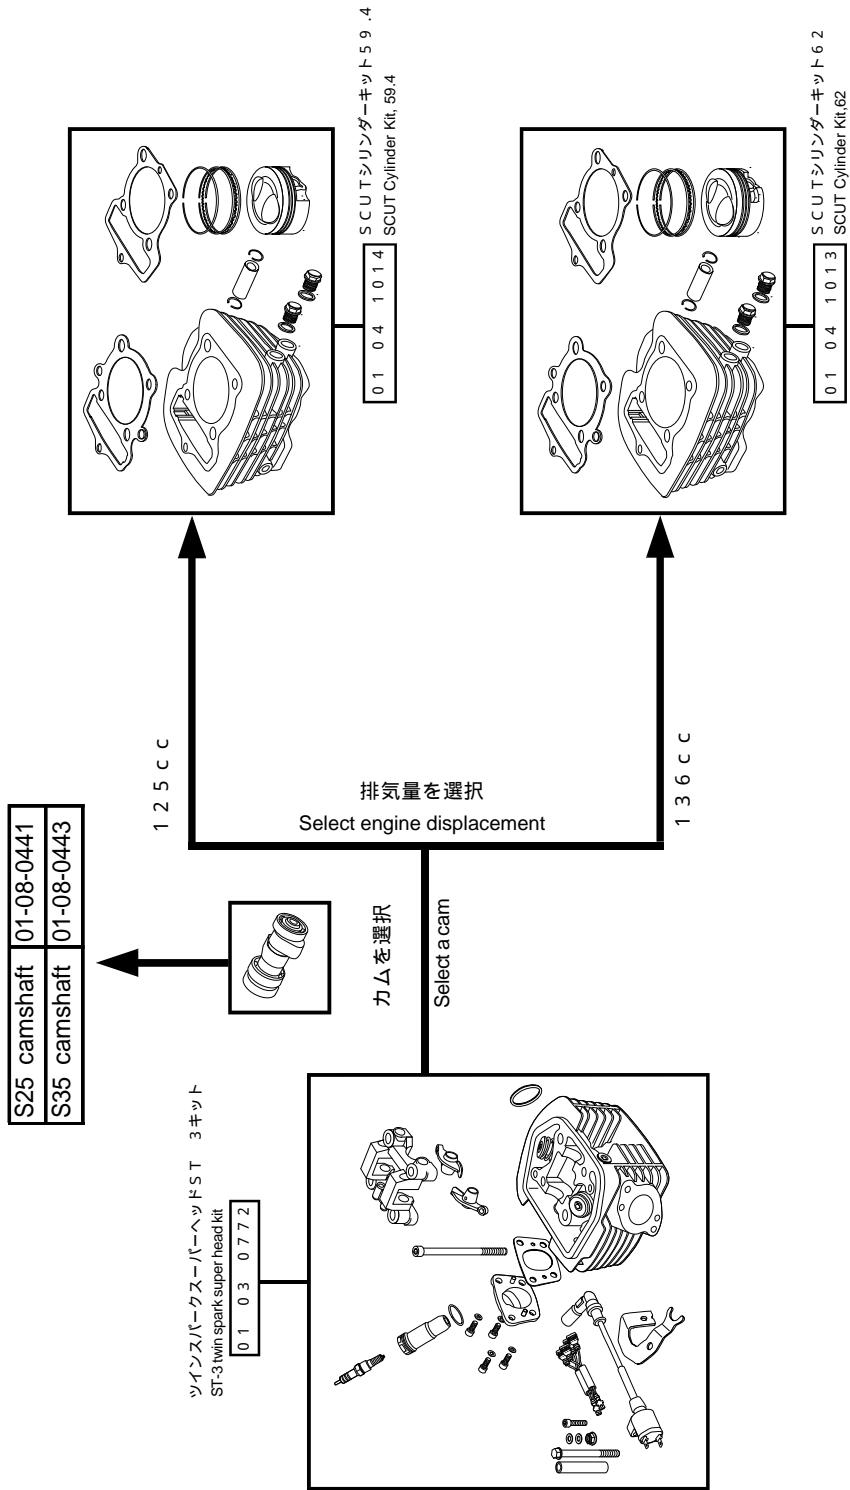 ツインスパークスーパーヘッドＳＴ　３キット
ST-3 twin spark super head kit
０１　０３　０７７２
S25 camshaft 01-08-0441
S35 camshaft 01-08-0443
カムを選択
Select a cam
排気量を選択
Select engine displacement
１２５ｃｃ
１３６ｃｃ
０１　０４　１０１４
ＳＣＵＴシリンダーキット５９．４
SCUT Cylinder Kit, 59.4
０１　０４　１０１３
ＳＣＵＴシリンダーキット６２
SCUT Cylinder Kit,62